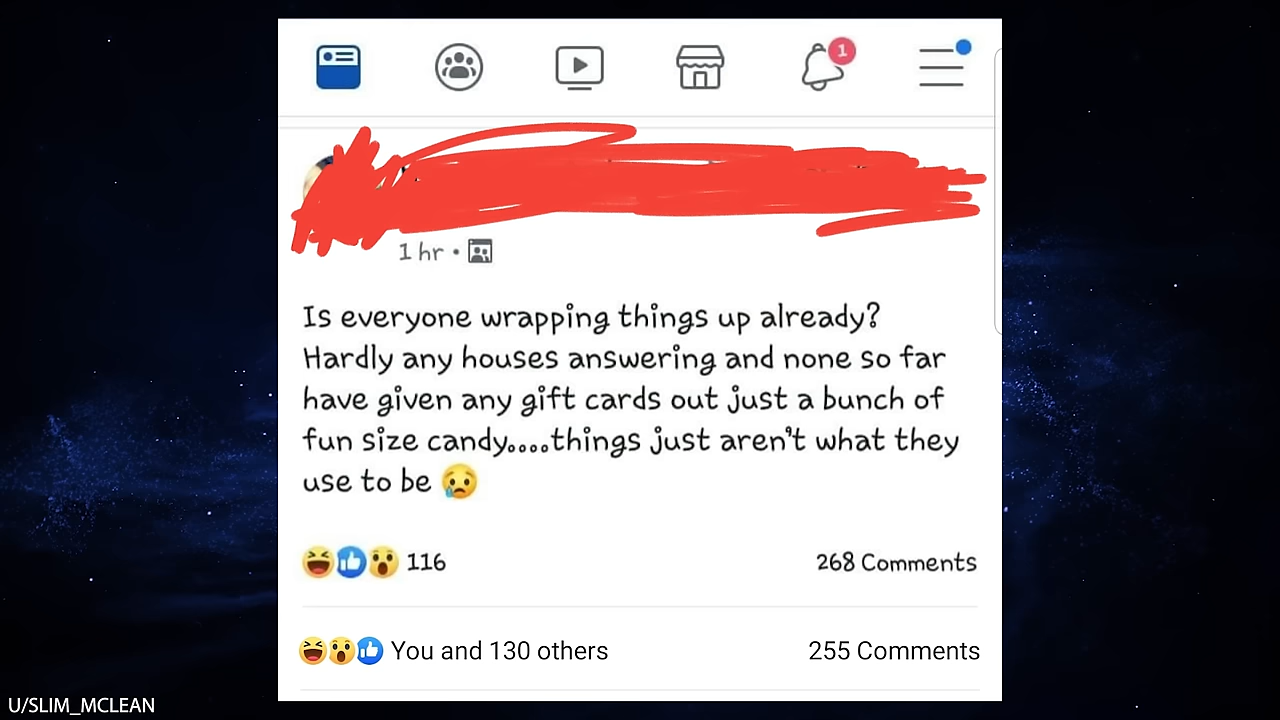 1
1 hr •
Is everyone wrapping things up already?
Hardly any houses answering and none so far
have given any gift cards out just a bunch of
fun size candy....things just aren't what they
use to be 😢
116 268 Comments
You and 130 others 255 Comments
U/SLIM_MCLEAN